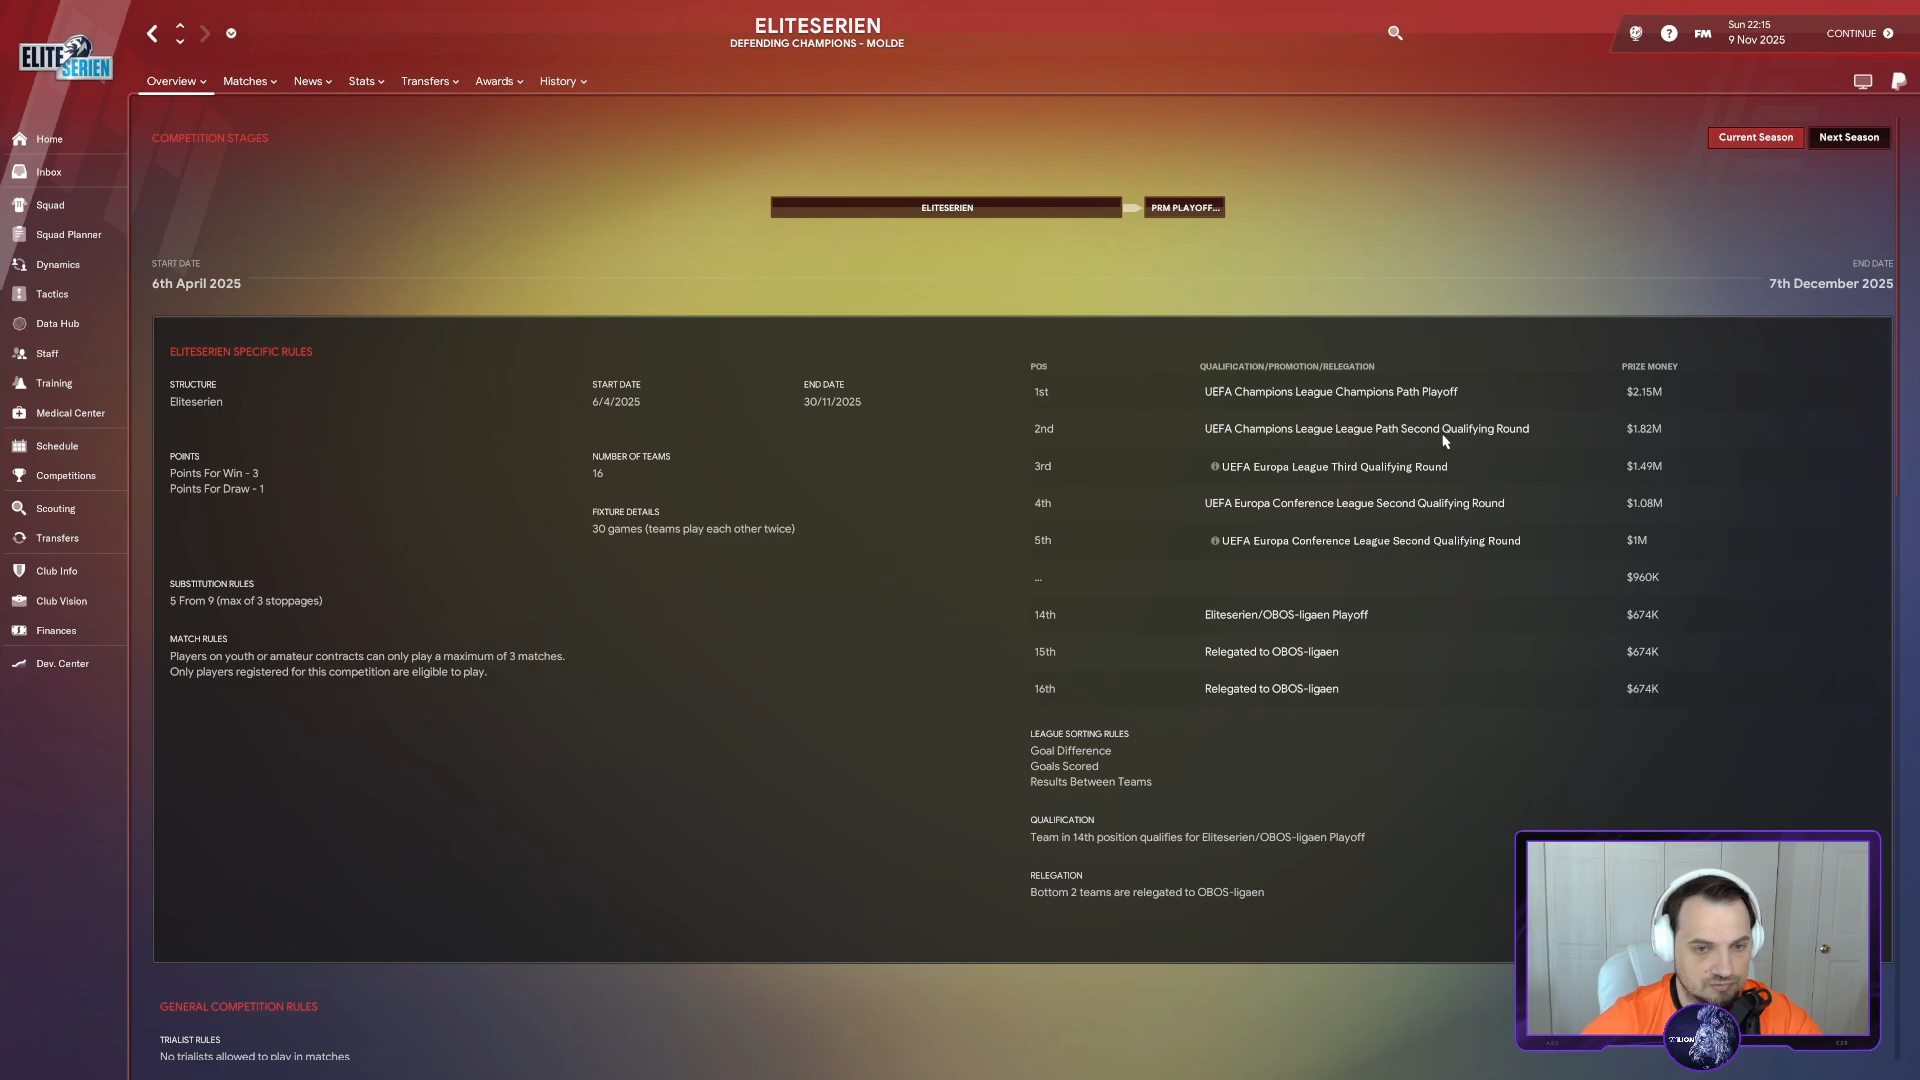 ELITESERIEN
DEFENDING CHAMPIONS - MOLDE
Sun 22:15
9 Nov 2025
FM
CONTINUE
ELITE
SERIEN
Overview
Matches
News
Stats
Transfers
Awards
History
Home
Inbox
Squad
Squad Planner
Dynamics
Tactics
Data Hub
Staff
Training
Medical Center
Schedule
Competitions
Scouting
Transfers
Club Info
Club Vision
Finances
Dev. Center
COMPETITION STAGES
Current Season
Next Season
ELITESERIEN
PRM PLAYOFF...
START DATE
6th April 2025
END DATE
7th December 2025
ELITESERIEN SPECIFIC RULES
STRUCTURE
Eliteserien
START DATE
6/4/2025
END DATE
30/11/2025
POINTS
Points For Win - 3
Points For Draw - 1
NUMBER OF TEAMS
16
FIXTURE DETAILS
30 games (teams play each other twice)
SUBSTITUTION RULES
5 From 9 (max of 3 stoppages)
MATCH RULES
Players on youth or amateur contracts can only play a maximum of 3 matches.
Only players registered for this competition are eligible to play.
POS QUALIFICATION/PROMOTION/RELEGATION PRIZE MONEY
1st UEFA Champions League Champions Path Playoff $2.15M
2nd UEFA Champions League League Path Second Qualifying Round $1.82M
3rd UEFA Europa League Third Qualifying Round $1.49M
4th UEFA Europa Conference League Second Qualifying Round $1.08M
5th UEFA Europa Conference League Second Qualifying Round $1M
... $960K
14th Eliteserien/OBOS-ligaen Playoff $674K
15th Relegated to OBOS-ligaen $674K
16th Relegated to OBOS-ligaen $674K
LEAGUE SORTING RULES
Goal Difference
Goals Scored
Results Between Teams
QUALIFICATION
Team in 14th position qualifies for Eliteserien/OBOS-ligaen Playoff
RELEGATION
Bottom 2 teams are relegated to OBOS-ligaen
GENERAL COMPETITION RULES
TRIALIST RULES
No trialists allowed to play in matches